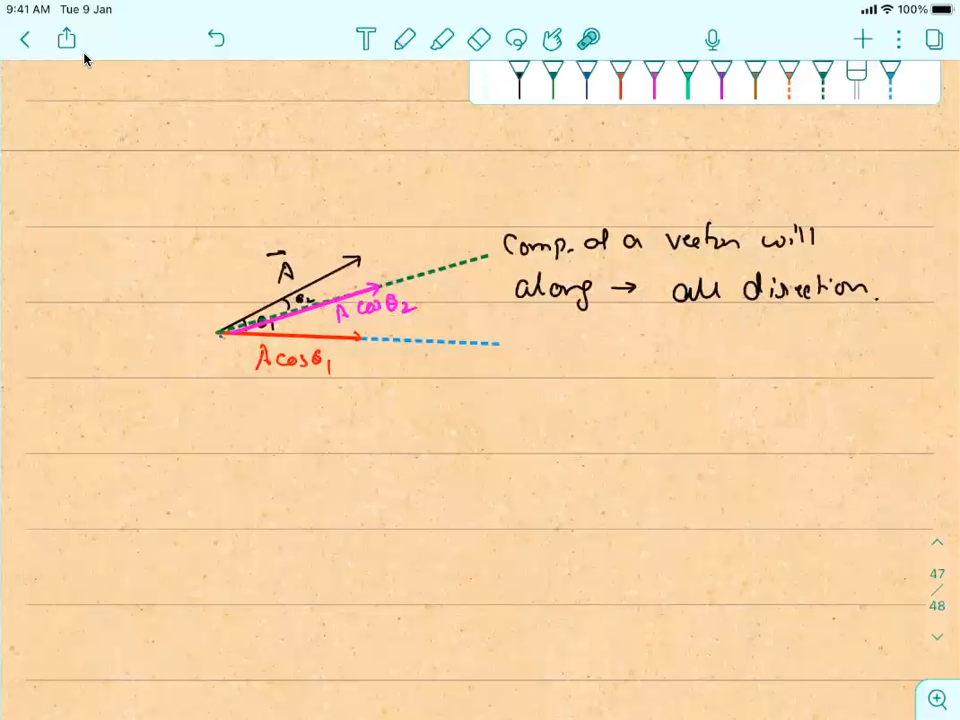 9:41 AM Tue 9 Jan
100%
Comp. of a vector will
A
along → all direction.
θ2
A cosθ2
θ1
A cosθ1
47
/
48